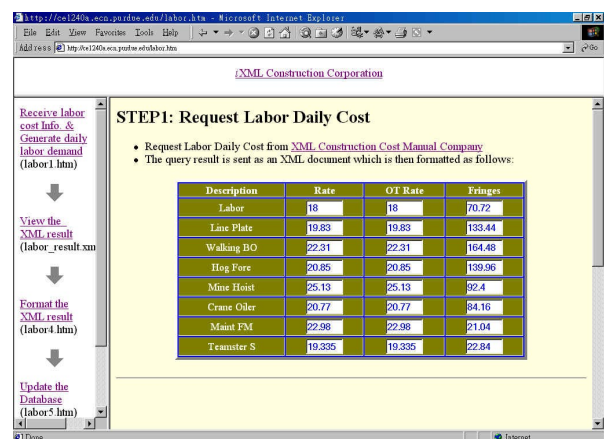 http://ce1240a.ecn.purdue.edu/labor.htm - Microsoft Internet Explorer
File Edit View Favorites Tools Help
Address http://ce1240a.ecn.purdue.edu/labor.htm Go
iXML Construction Corporation
Receive labor
cost Info. &
Generate daily
labor demand
(labor1.htm)
View the
XML result
(labor_result.xm
Format the
XML result
(labor4.htm)
Update the
Database
(labor5.htm)
STEP1: Request Labor Daily Cost
• Request Labor Daily Cost from XML Construction Cost Manual Company
• The query result is sent as an XML document which is then formatted as follows:
Description Rate OT Rate Fringes
Labor 18 18 70.72
Line Plate 19.83 19.83 133.44
Walking BO 22.31 22.31 164.48
Hog Fore 20.85 20.85 139.96
Mine Hoist 25.13 25.13 92.4
Crane Oiler 20.77 20.77 84.16
Maint FM 22.98 22.98 21.04
Teamster S 19.335 19.335 22.84
Done Internet